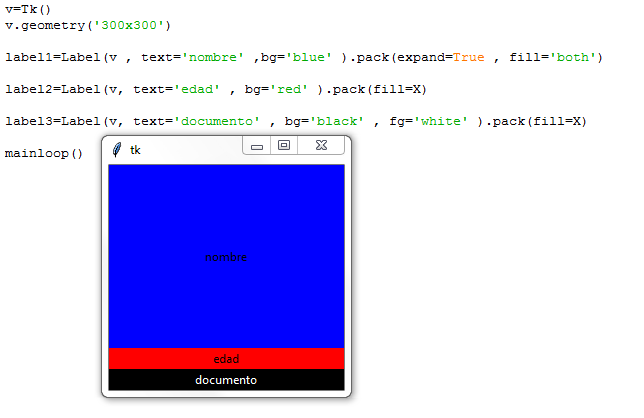 v=Tk()
v.geometry('300x300')
label1=Label(v , text='nombre' ,bg='blue' ).pack(expand=True , fill='both')
label2=Label(v, text='edad' , bg='red' ).pack(fill=X)
label3=Label(v, text='documento' , bg='black' , fg='white' ).pack(fill=X)
mainloop()
tk
nombre
edad
documento